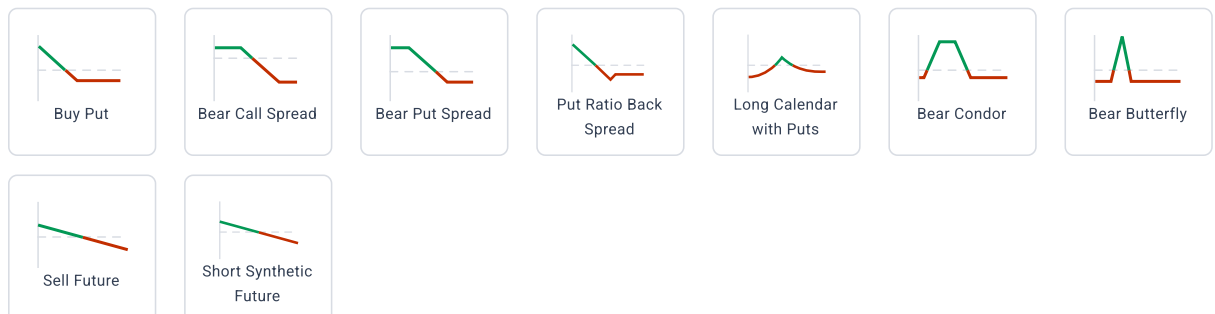 Buy Put
Bear Call Spread
Bear Put Spread
Put Ratio Back
Spread
Long Calendar
with Puts
Bear Condor
Bear Butterfly
Sell Future
Short Synthetic
Future